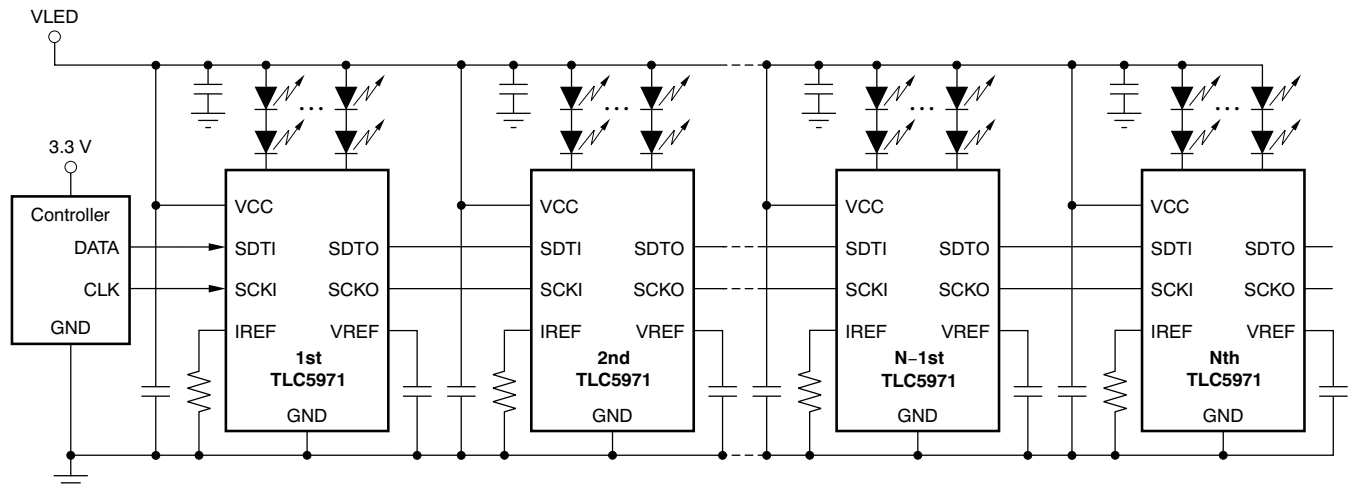 VLED
3.3 V
Controller
DATA
CLK
GND
VCC
SDTI
SDTO
SCKI
SCKO
IREF
VREF
1st
TLC5971
GND
VCC
SDTI
SDTO
SCKI
SCKO
IREF
VREF
2nd
TLC5971
GND
VCC
SDTI
SDTO
SCKI
SCKO
IREF
VREF
N–1st
TLC5971
GND
VCC
SDTI
SDTO
SCKI
SCKO
IREF
VREF
Nth
TLC5971
GND